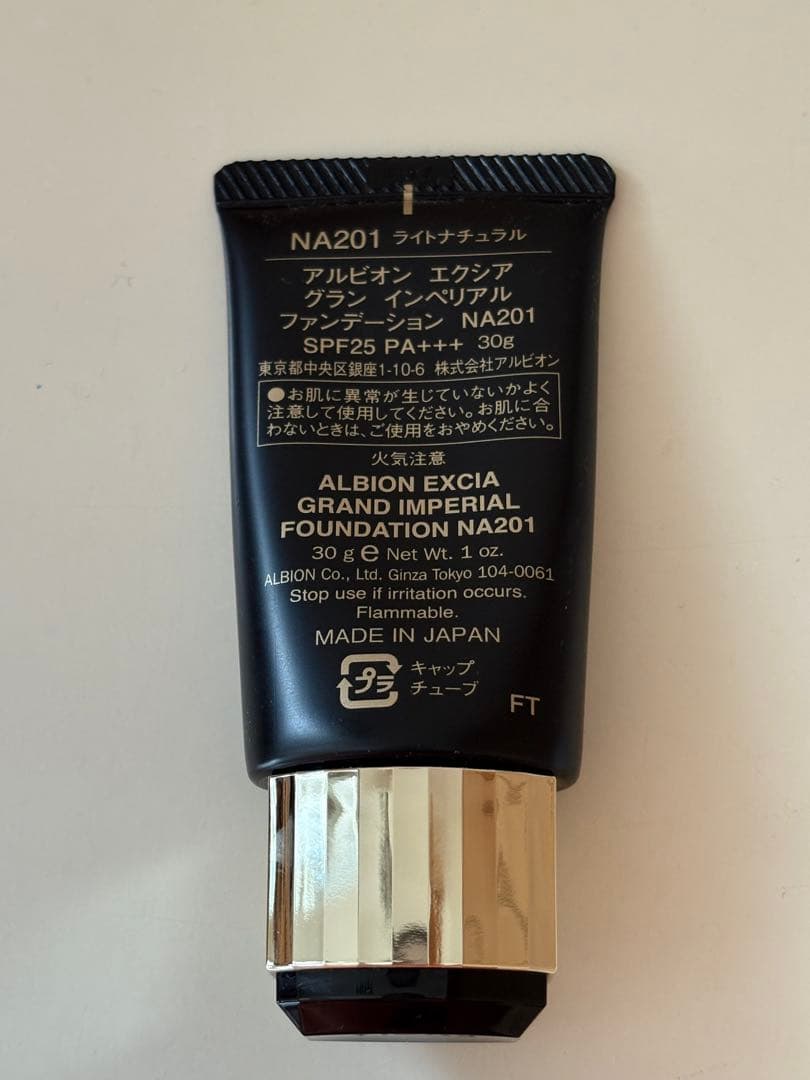 NA201 ライトナチュラル
アルビオン エクシア
グラン インペリアル
ファンデーション NA201
SPF25 PA+++ 30g
東京都中央区銀座1-10-6 株式会社アルビオン
●お肌に異常が生じていないかよく
注意して使用してください。お肌に合
わないときは、ご使用をおやめください。
火気注意
ALBION EXCIA
GRAND IMPERIAL
FOUNDATION NA201
30 g ℮ Net Wt. 1 oz.
ALBION Co., Ltd. Ginza Tokyo 104-0061
Stop use if irritation occurs.
Flammable.
MADE IN JAPAN
プラ キャップ
チューブ
FT